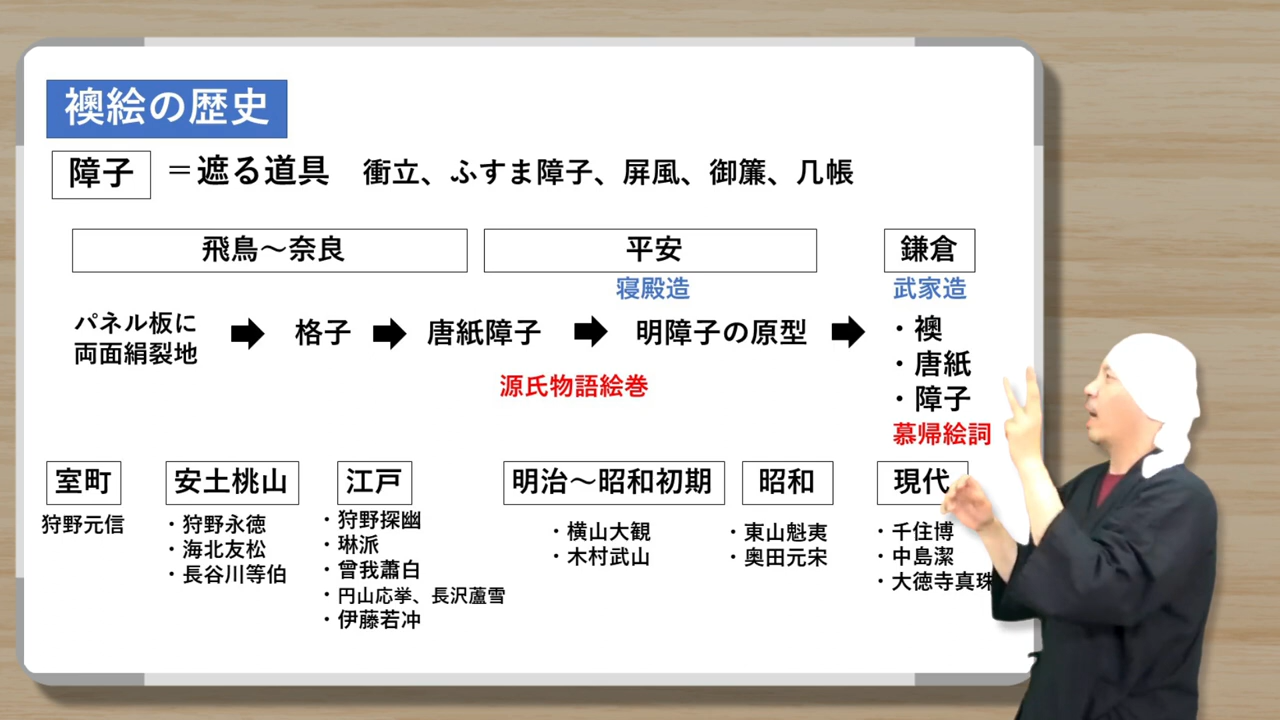 襖絵の歴史
障子 ＝遮る道具 衝立、ふすま障子、屏風、御簾、几帳
飛鳥～奈良 平安 鎌倉
寝殿造 武家造
パネル板に
両面絹裂地
➡ 格子 ➡ 唐紙障子 ➡ 明障子の原型 ➡
・襖
・唐紙
・障子
源氏物語絵巻
慕帰絵詞
室町
狩野元信
安土桃山
・狩野永徳
・海北友松
・長谷川等伯
江戸
・狩野探幽
・琳派
・曾我蕭白
・円山応挙、長沢蘆雪
・伊藤若冲
明治～昭和初期
・横山大観
・木村武山
昭和
・東山魁夷
・奥田元宋
現代
・千住博
・中島潔
・大徳寺真珠